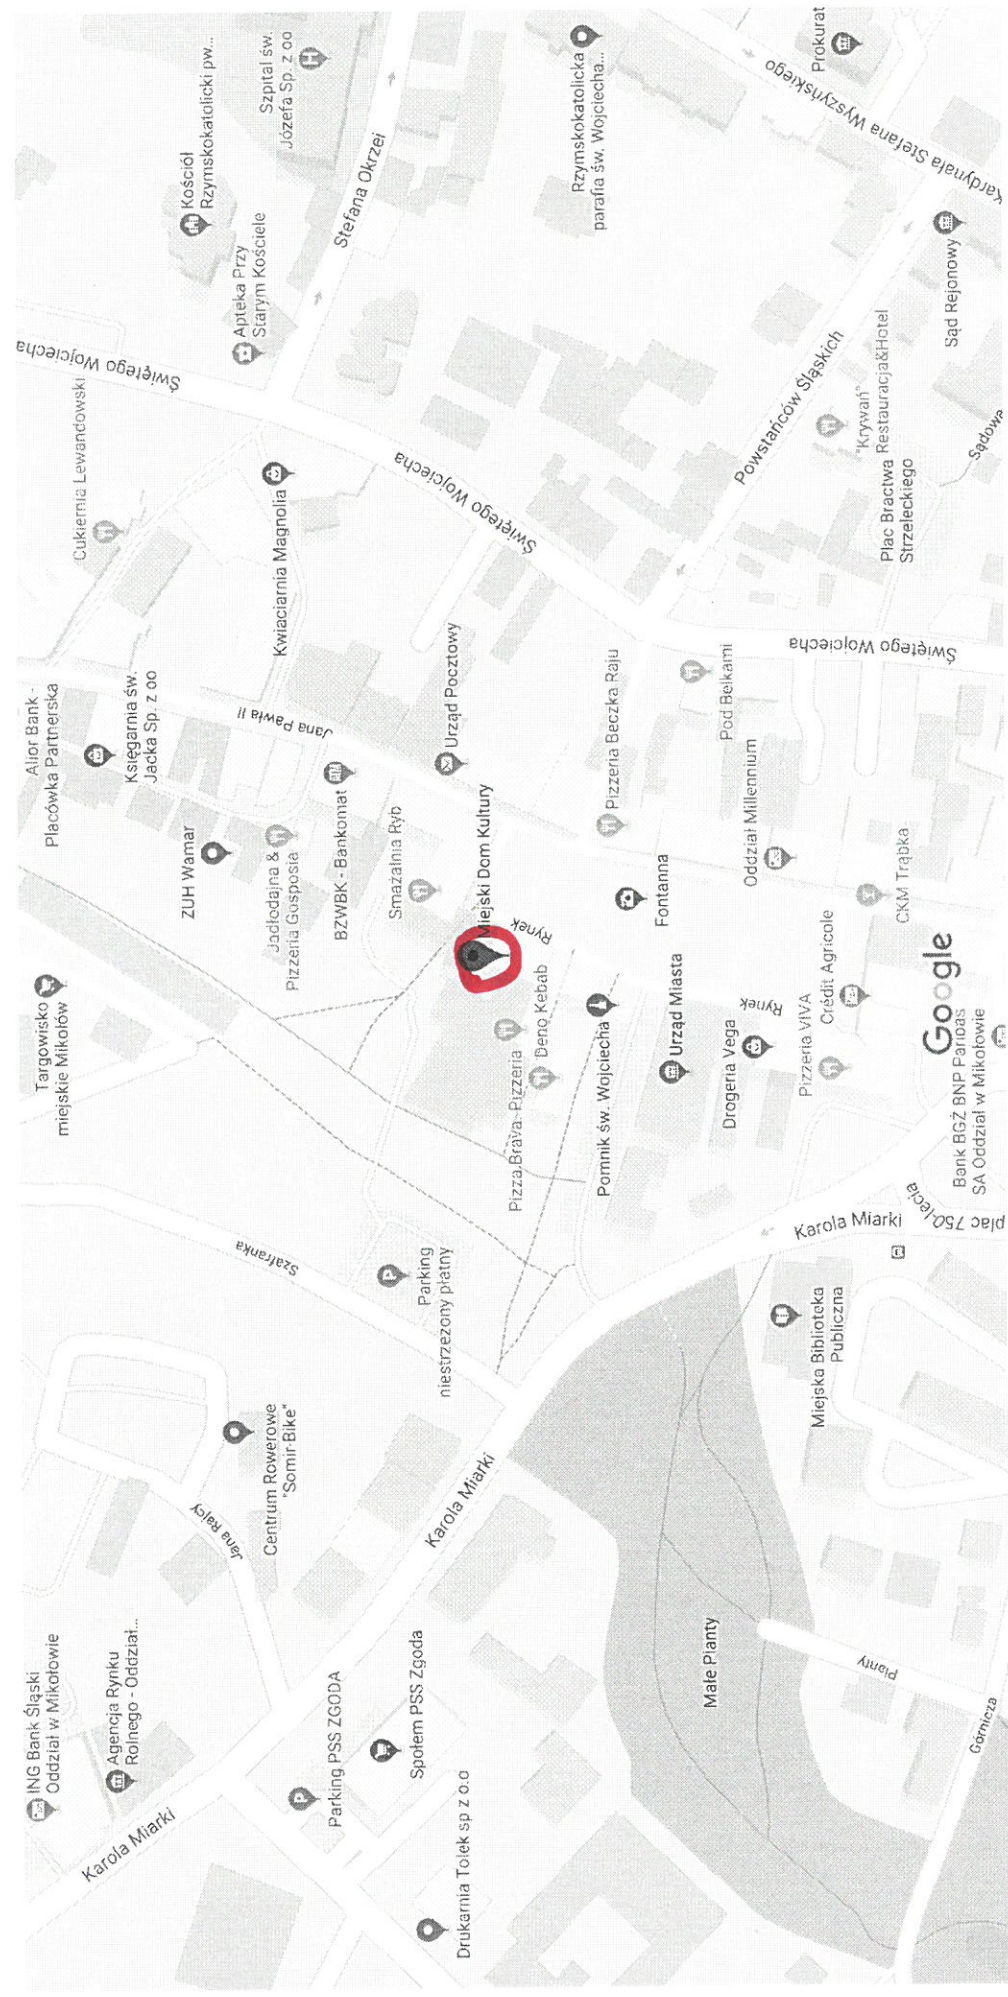 ING Bank Śląski
Oddział w Mikołowie
Targowisko
miejskie Mikołów
Alior Bank -
Placówka Partnerska
Świętego Wojciecha
Cukiernia Lewandowski
Agencja Rynku
Rolnego - Oddział...
Karola Miarki
Księgarnia św.
Jacka Sp. z oo
Kościół
Rzymskokatolicki pw...
ZUH Wamar
Jana Rajcy
Szafranka
Apteka Przy
Starym Kościele
Szpital św.
Józefa Sp. z oo
Centrum Rowerowe
"Somir-Bike"
Jadłodajna &
Pizzeria Gosposia
Jana Pawła II
Kwiaciarnia Magnolia
Parking PSS ZGODA
BZWBK - Bankomat
Stefana Okrzei
Społem PSS Zgoda
Parking
niestrzeżony płatny
Smażalnia Ryb
Świętego Wojciecha
Drukarnia Tolek sp z o.o
Karola Miarki
Urząd Pocztowy
Miejski Dom Kultury
Pizza Brava. Pizzeria
Deno Kebab
Rynek
Rzymskokatolicka
parafia św. Wojciecha...
Pomnik św. Wojciecha
Pizzeria Beczka Raju
Fontanna
Urząd Miasta
Małe Planty
Pod Belkami
Drogeria Vega
Rynek
Oddział Millennium
Powstańców Śląskich
Kardynała Stefana Wyszyńskiego
Prokurat
Miejska Biblioteka
Publiczna
Karola Miarki
Pizzeria VIVA
Crédit Agricole
Świętego Wojciecha
"Krywań"
Restauracja&Hotel
Planty
CKM Trąbka
Plac Bractwa
Strzeleckiego
Sąd Rejonowy
plac 750-lecia
Google
Bank BGŻ BNP Paribas
SA Oddział w Mikołowie
Górnicza
Sądowa